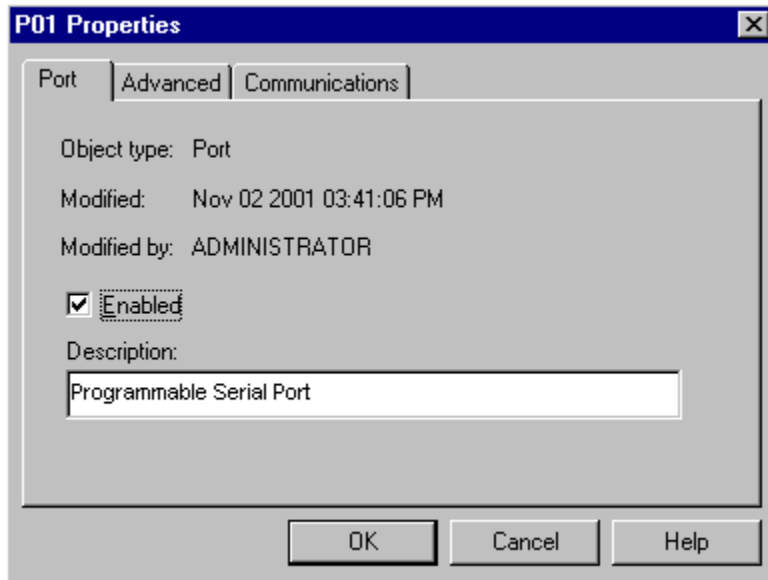 P01 Properties
Port Advanced Communications
Object type: Port
Modified: Nov 02 2001 03:41:06 PM
Modified by: ADMINISTRATOR
Enabled
Description:
Programmable Serial Port
OK Cancel Help